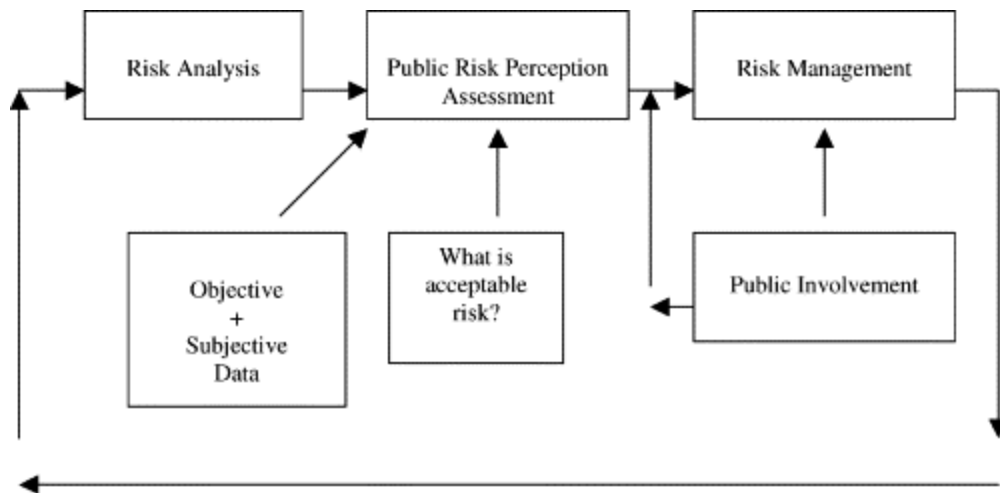 Risk Analysis
Public Risk Perception
Assessment
Risk Management
Objective
+
Subjective
Data
What is
acceptable
risk?
Public Involvement